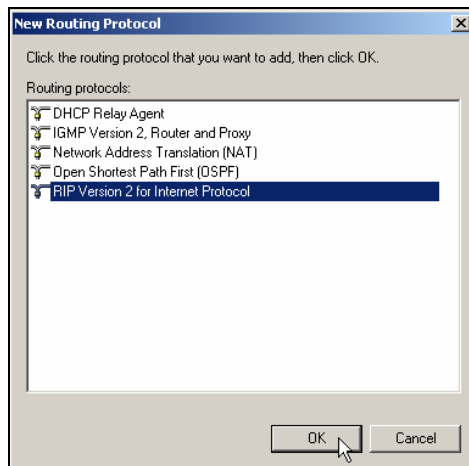 New Routing Protocol
Click the routing protocol that you want to add, then click OK.
Routing protocols:
DHCP Relay Agent
IGMP Version 2, Router and Proxy
Network Address Translation (NAT)
Open Shortest Path First (OSPF)
RIP Version 2 for Internet Protocol
OK
Cancel